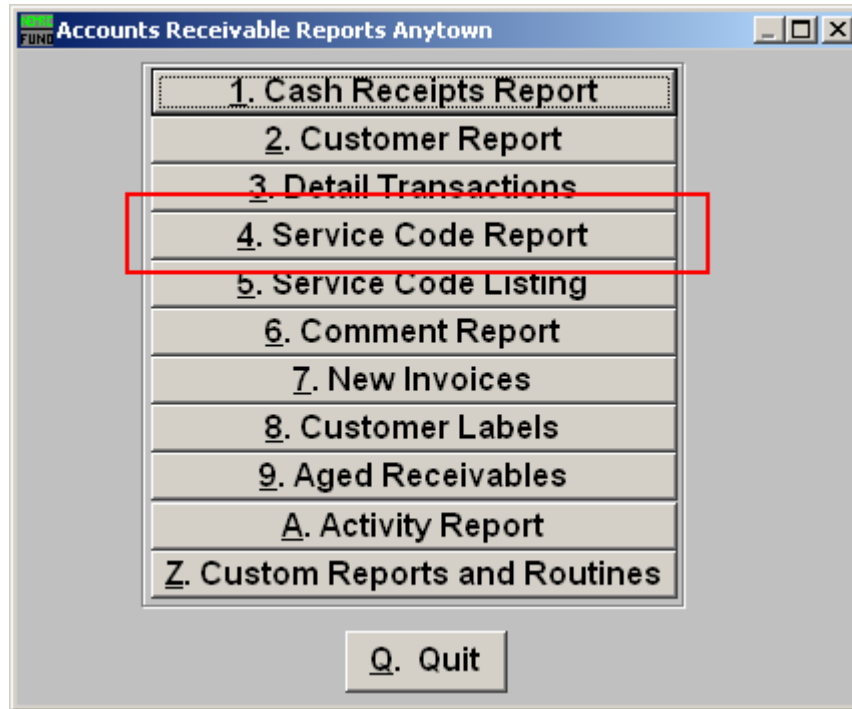 NEMRC
FUND
Accounts Receivable Reports Anytown
1. Cash Receipts Report
2. Customer Report
3. Detail Transactions
4. Service Code Report
5. Service Code Listing
6. Comment Report
7. New Invoices
8. Customer Labels
9. Aged Receivables
A. Activity Report
Z. Custom Reports and Routines
Q. Quit